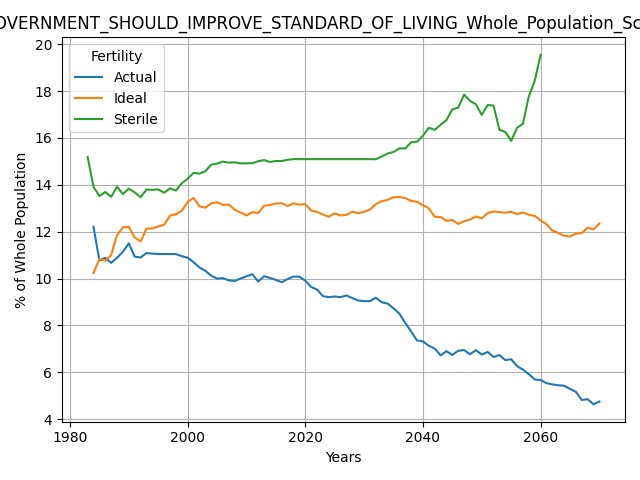 OVERNMENT_SHOULD_IMPROVE_STANDARD_OF_LIVING_Whole_Population_Sc
Fertility
Actual
Ideal
Sterile
% of Whole Population
20
18
16
14
12
10
8
6
4
1980 2000 2020 2040 2060
Years